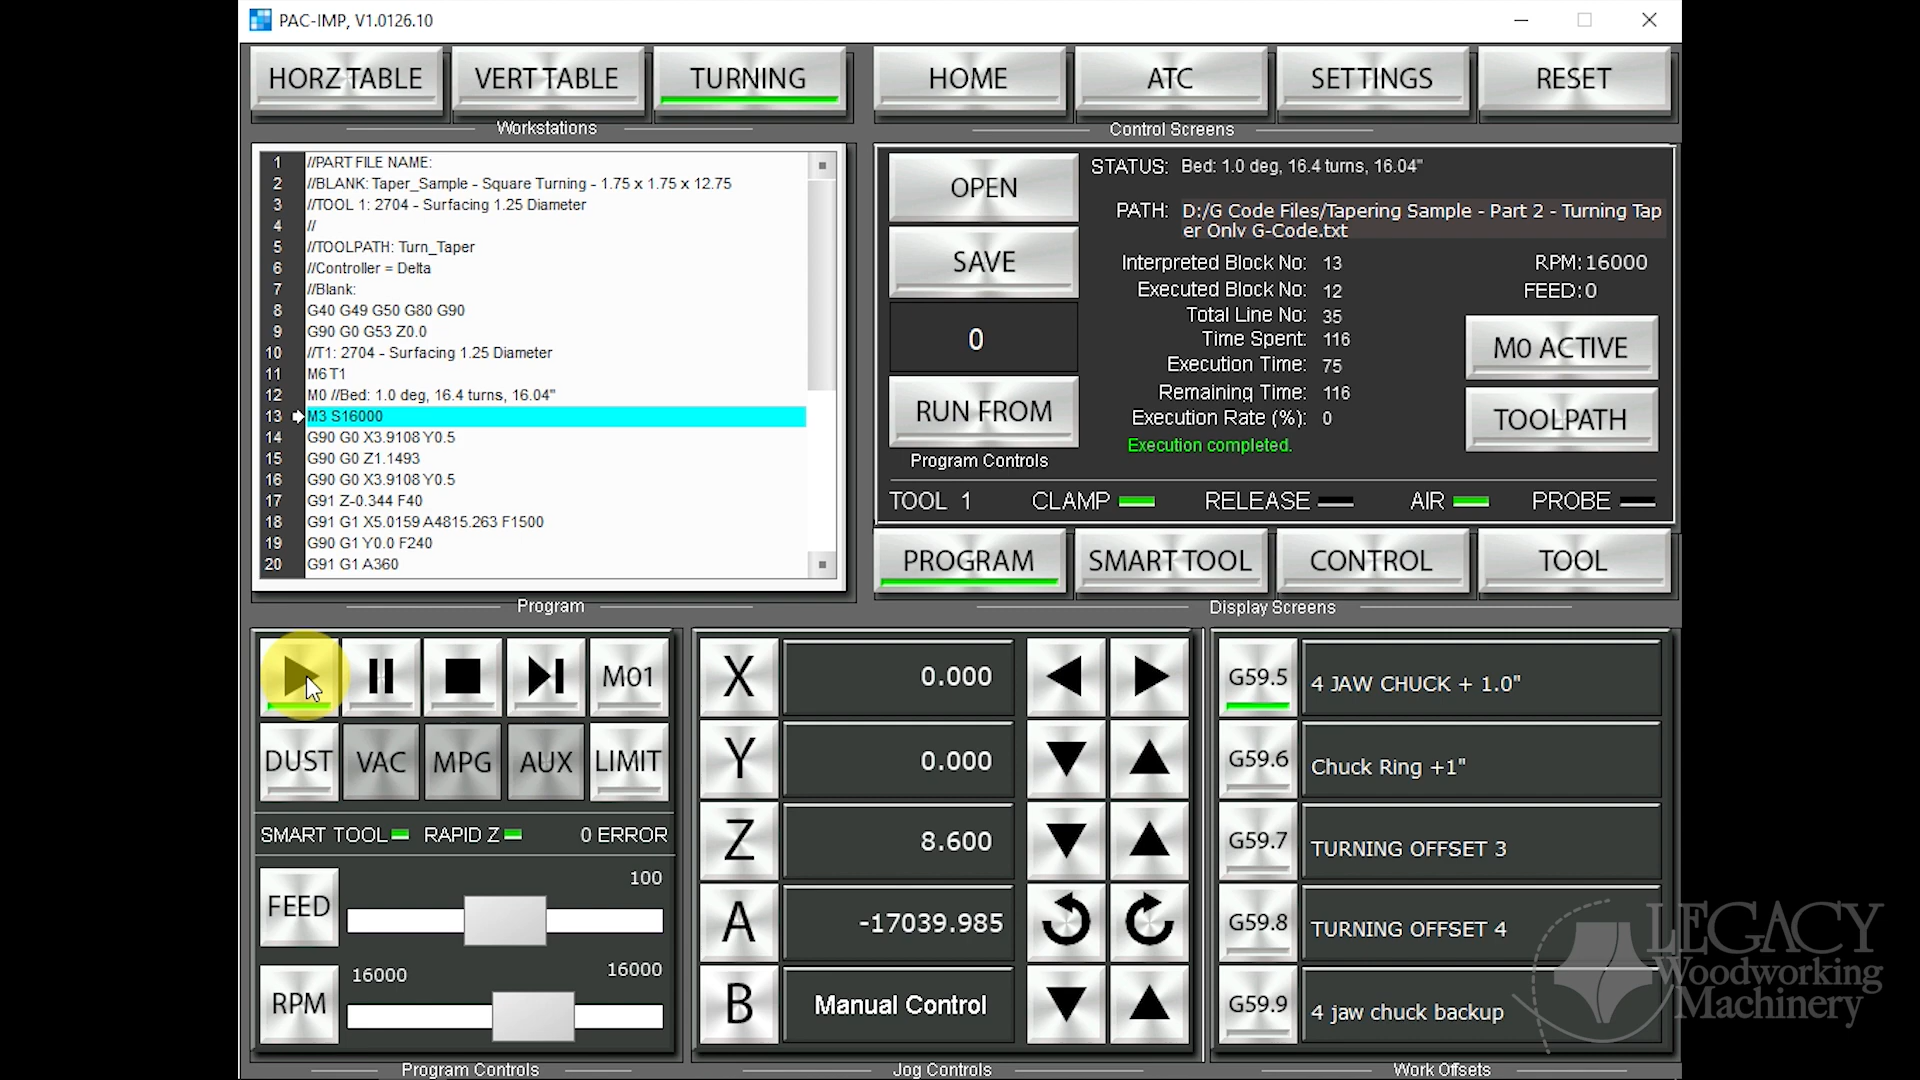 PAC-IMP, V1.0126.10
HORZ TABLE
VERT TABLE
TURNING
HOME
ATC
SETTINGS
RESET
Workstations
Control Screens
1 //PART FILE NAME:
2 //BLANK: Taper_Sample - Square Turning - 1.75 x 1.75 x 12.75
3 //TOOL 1: 2704 - Surfacing 1.25 Diameter
4 //
5 //TOOLPATH: Turn_Taper
6 //Controller = Delta
7 //Blank:
8 G40 G49 G50 G80 G90
9 G90 G0 G53 Z0.0
10 //T1: 2704 - Surfacing 1.25 Diameter
11 M6 T1
12 M0 //Bed: 1.0 deg, 16.4 turns, 16.04"
13 M3 S16000
14 G90 G0 X3.9108 Y0.5
15 G90 G0 Z1.1493
16 G90 G0 X3.9108 Y0.5
17 G91 Z-0.344 F40
18 G91 G1 X5.0159 A4815.263 F1500
19 G90 G1 Y0.0 F240
20 G91 G1 A360
Program
OPEN
SAVE
0
RUN FROM
Program Controls
STATUS: Bed: 1.0 deg, 16.4 turns, 16.04"
PATH: D:/G Code Files/Tapering Sample - Part 2 - Turning Tap
er Only G-Code.txt
Interpreted Block No: 13
Executed Block No: 12
Total Line No: 35
Time Spent: 116
Execution Time: 75
Remaining Time: 116
Execution Rate (%): 0
Execution completed.
RPM: 16000
FEED: 0
M0 ACTIVE
TOOLPATH
TOOL 1
CLAMP
RELEASE
AIR
PROBE
PROGRAM
SMART TOOL
CONTROL
TOOL
Display Screens
M01
DUST
VAC
MPG
AUX
LIMIT
SMART TOOL
RAPID Z
0 ERROR
FEED
100
RPM
16000
16000
Program Controls
X 0.000
Y 0.000
Z 8.600
A -17039.985
B Manual Control
Jog Controls
G59.5 4 JAW CHUCK + 1.0"
G59.6 Chuck Ring +1"
G59.7 TURNING OFFSET 3
G59.8 TURNING OFFSET 4
G59.9 4 jaw chuck backup
Work Offsets
LEGACY
Woodworking
Machinery